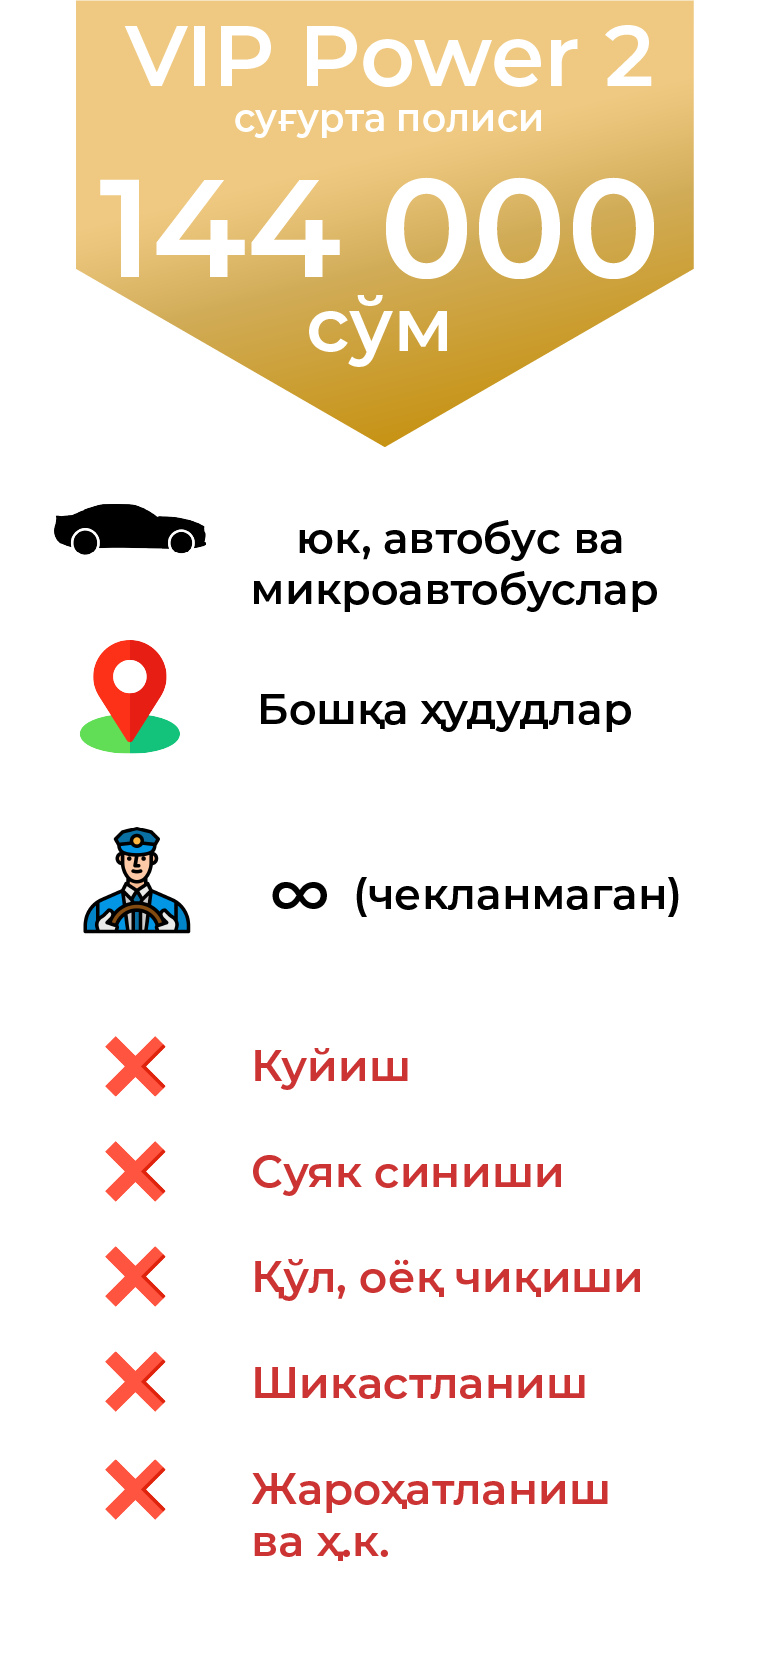 VIP Power 2
суғурта полиси
144 000
сўм
юк, автобус ва
микроавтобуслар
Бошқа ҳудудлар
∞ (чекланмаган)
Куйиш
Суяк синиши
Қўл, оёқ чиқиши
Шикастланиш
Жароҳатланиш
ва ҳ.к.